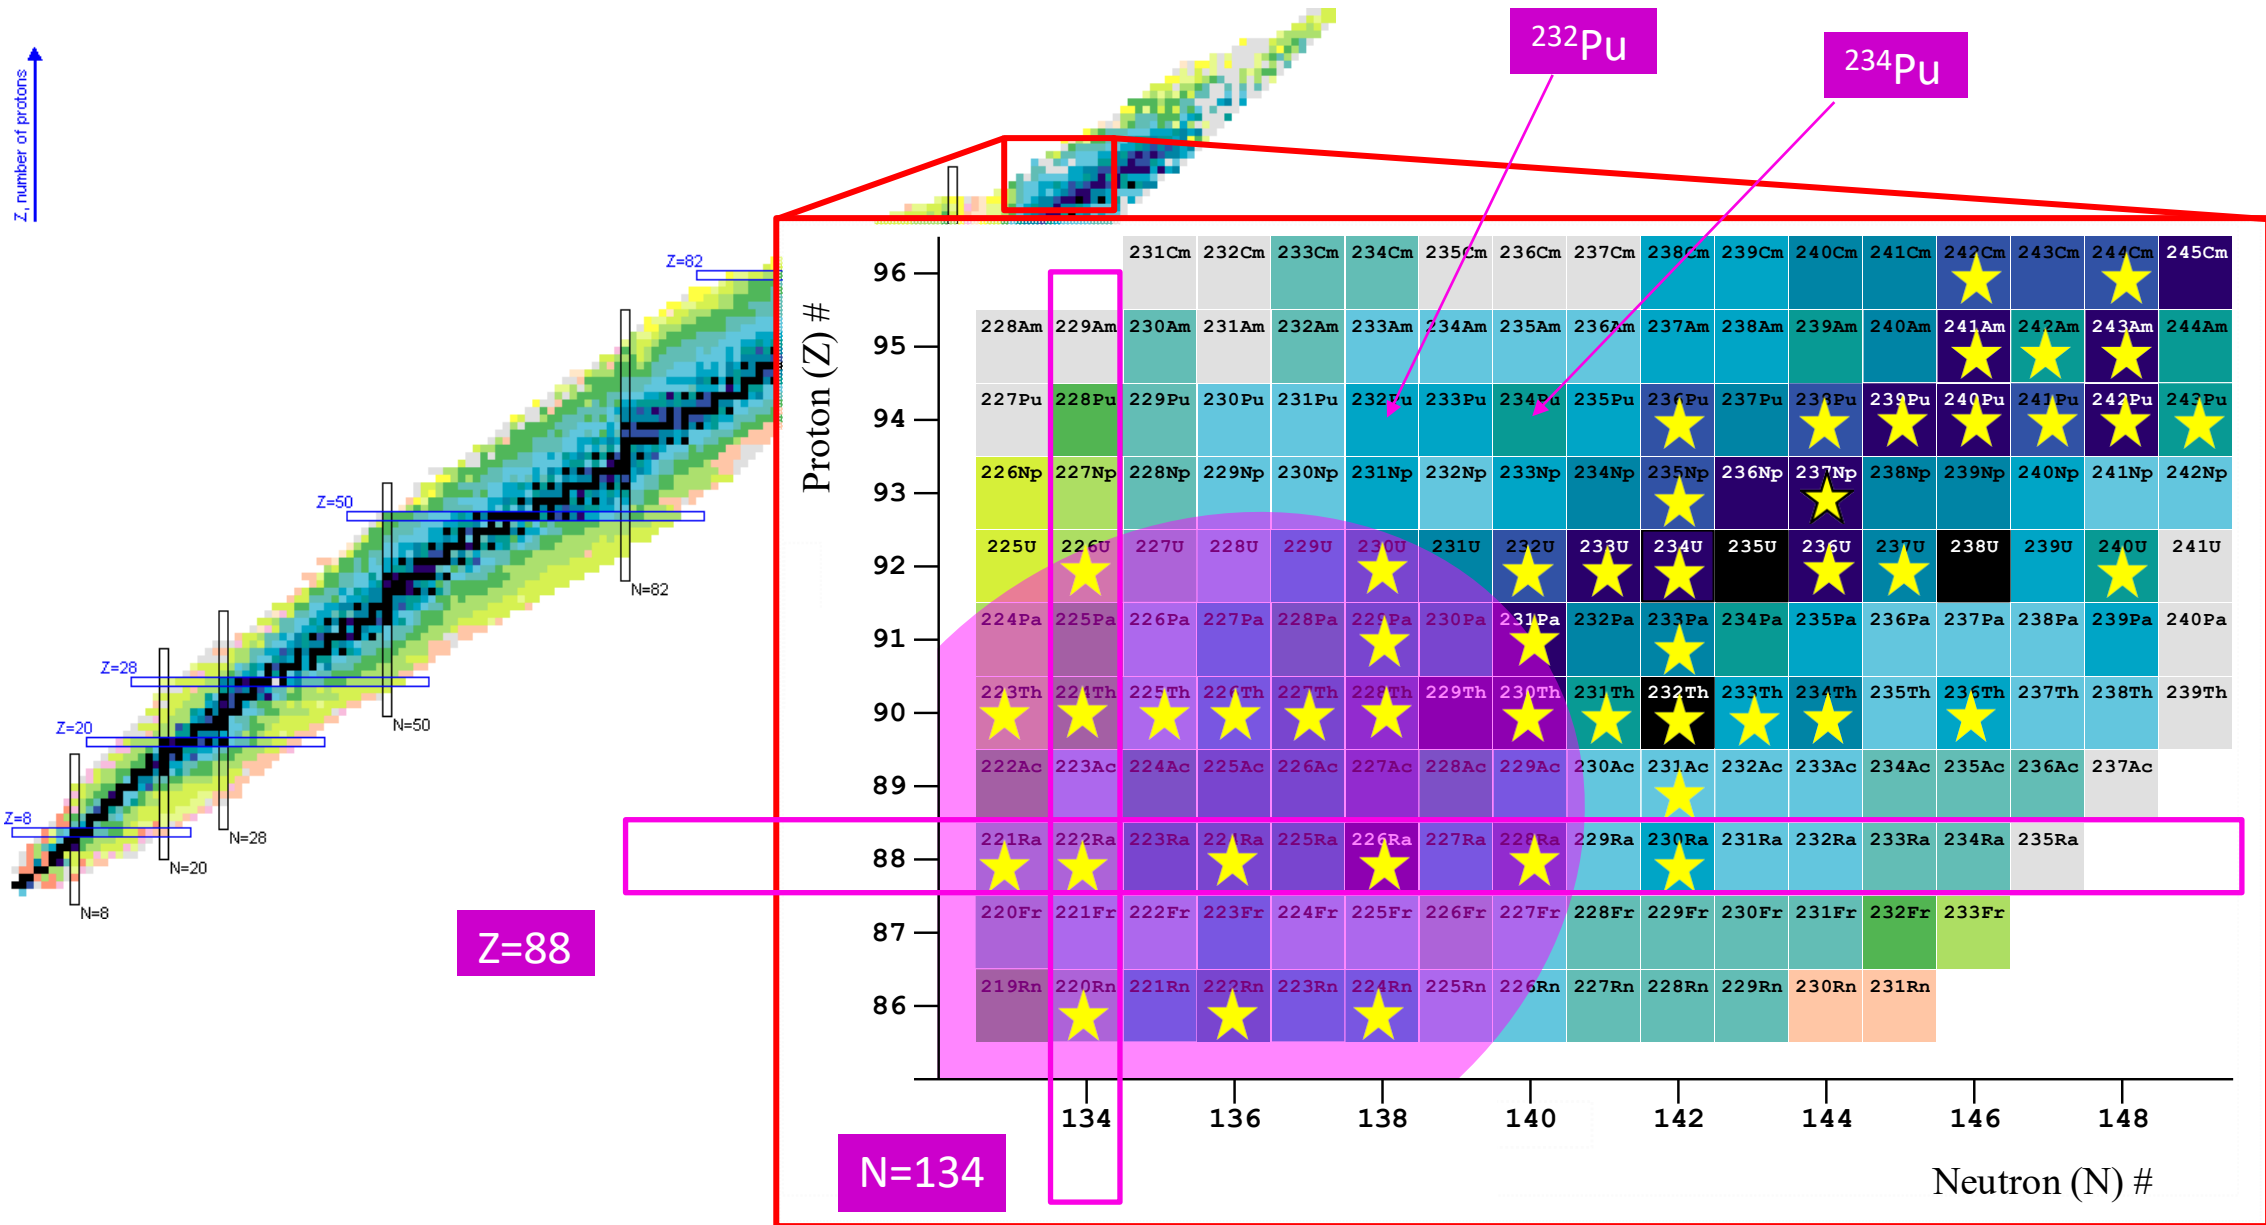 ²³²Pu
²³⁴Pu
Z, number of protons
Z=82
N=82
Z=50
N=50
Z=28
N=28
Z=20
N=20
Z=8
N=8
Proton (Z) #
96 231Cm 232Cm 233Cm 234Cm 235Cm 236Cm 237Cm 238Cm 239Cm 240Cm 241Cm 242Cm 243Cm 244Cm 245Cm
95 228Am 229Am 230Am 231Am 232Am 233Am 234Am 235Am 236Am 237Am 238Am 239Am 240Am 241Am 242Am 243Am 244Am
94 227Pu 228Pu 229Pu 230Pu 231Pu 232Pu 233Pu 234Pu 235Pu 236Pu 237Pu 238Pu 239Pu 240Pu 241Pu 242Pu 243Pu
93 226Np 227Np 228Np 229Np 230Np 231Np 232Np 233Np 234Np 235Np 236Np 237Np 238Np 239Np 240Np 241Np 242Np
92 225U 226U 227U 228U 229U 230U 231U 232U 233U 234U 235U 236U 237U 238U 239U 240U 241U
91 224Pa 225Pa 226Pa 227Pa 228Pa 229Pa 230Pa 231Pa 232Pa 233Pa 234Pa 235Pa 236Pa 237Pa 238Pa 239Pa 240Pa
90 223Th 224Th 225Th 226Th 227Th 228Th 229Th 230Th 231Th 232Th 233Th 234Th 235Th 236Th 237Th 238Th 239Th
89 222Ac 223Ac 224Ac 225Ac 226Ac 227Ac 228Ac 229Ac 230Ac 231Ac 232Ac 233Ac 234Ac 235Ac 236Ac 237Ac
88 221Ra 222Ra 223Ra 224Ra 225Ra 226Ra 227Ra 228Ra 229Ra 230Ra 231Ra 232Ra 233Ra 234Ra 235Ra
87 220Fr 221Fr 222Fr 223Fr 224Fr 225Fr 226Fr 227Fr 228Fr 229Fr 230Fr 231Fr 232Fr 233Fr
86 219Rn 220Rn 221Rn 222Rn 223Rn 224Rn 225Rn 226Rn 227Rn 228Rn 229Rn 230Rn 231Rn
134 136 138 140 142 144 146 148
Neutron (N) #
Z=88
N=134